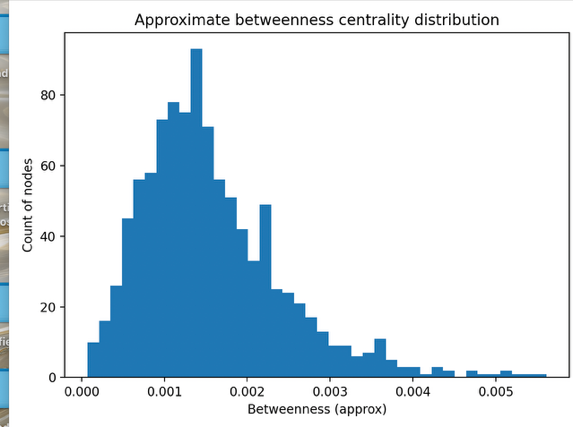 Approximate betweenness centrality distribution
Count of nodes
80
60
40
20
0
0.000 0.001 0.002 0.003 0.004 0.005
Betweenness (approx)